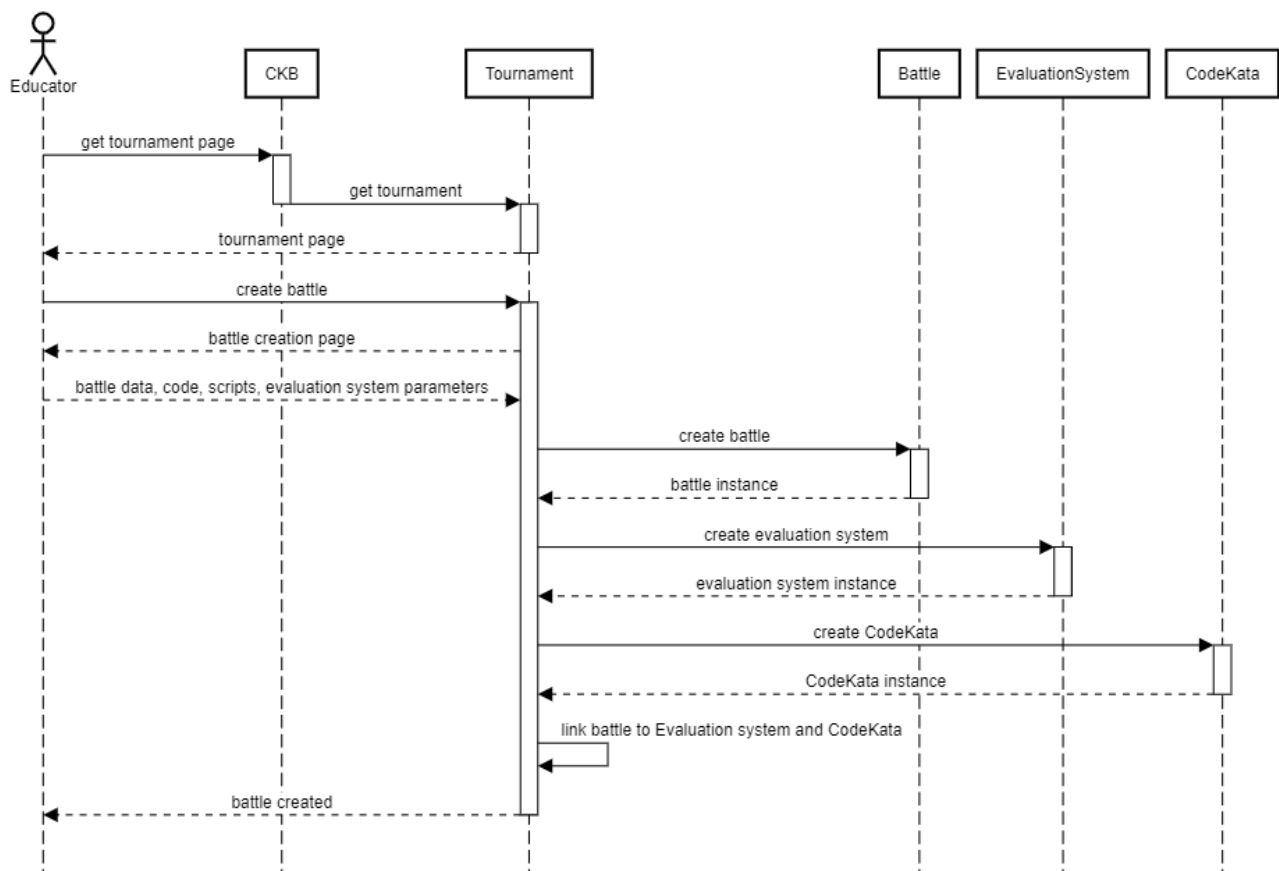 Educator
CKB
Tournament
Battle
EvaluationSystem
CodeKata
get tournament page
get tournament
tournament page
create battle
battle creation page
battle data, code, scripts, evaluation system parameters
create battle
battle instance
create evaluation system
evaluation system instance
create CodeKata
CodeKata instance
link battle to Evaluation system and CodeKata
battle created